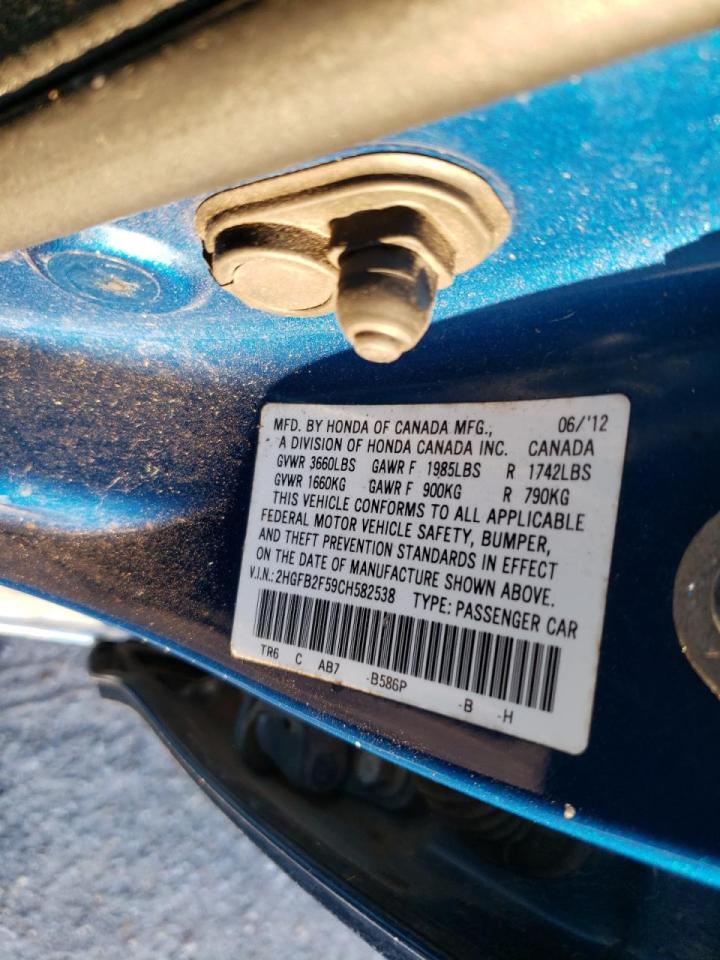 MFD. BY HONDA OF CANADA MFG., 06/'12
A DIVISION OF HONDA CANADA INC. CANADA
GVWR 3660LBS GAWR F 1985LBS R 1742LBS
GVWR 1660KG GAWR F 900KG R 790KG
THIS VEHICLE CONFORMS TO ALL APPLICABLE
FEDERAL MOTOR VEHICLE SAFETY, BUMPER,
AND THEFT PREVENTION STANDARDS IN EFFECT
ON THE DATE OF MANUFACTURE SHOWN ABOVE.
V.I.N.: 2HGFB2F59CH582538 TYPE: PASSENGER CAR
TR6 C AB7 -B586P -B -H